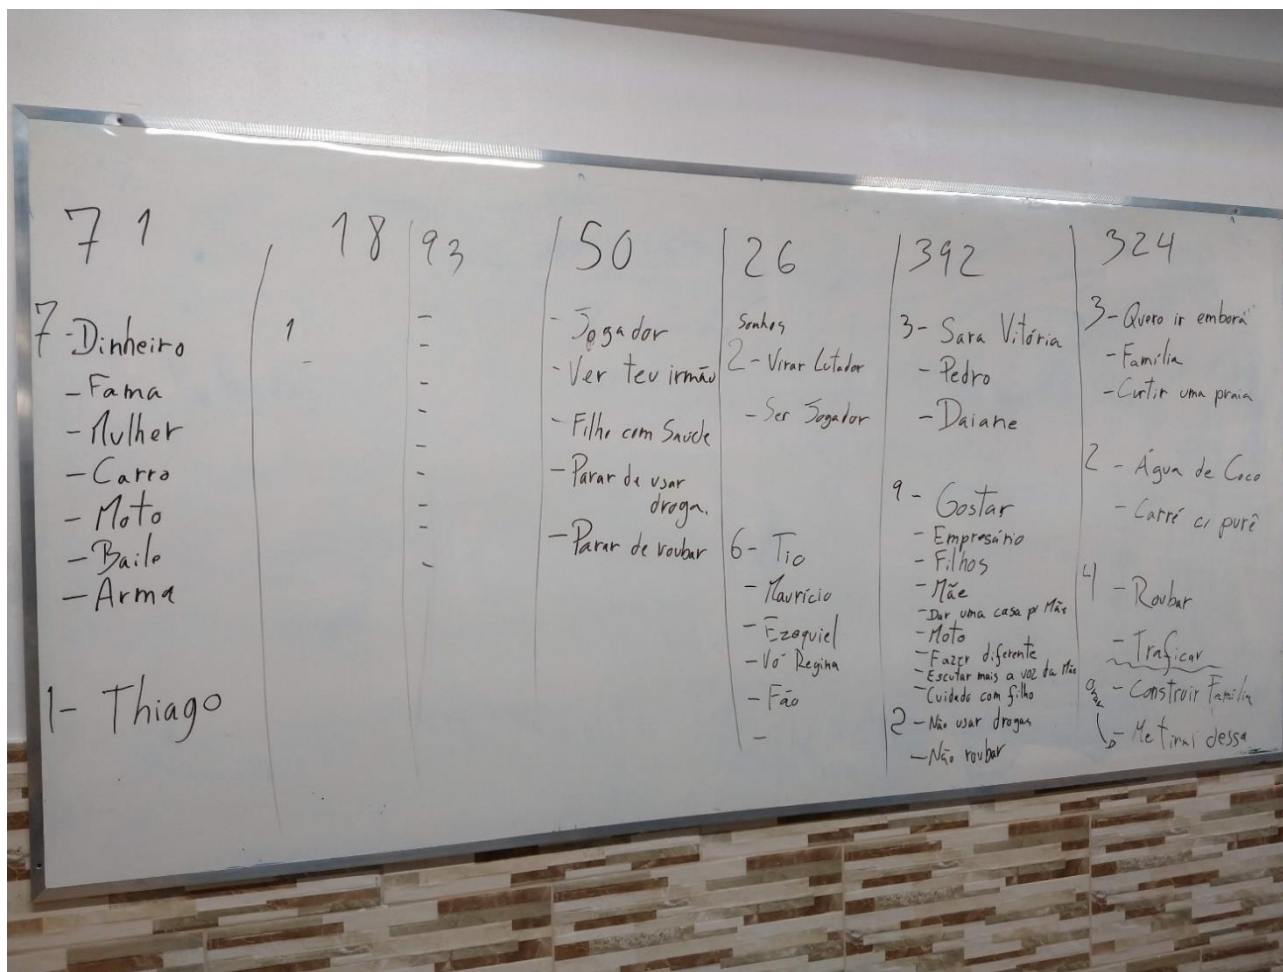 71
7
- Dinheiro
- Fama
- Mulher
- Carro
- Moto
- Baile
- Arma
1- Thiago
18
1
-
93
-
-
-
-
-
-
-
-
50
- Jogador
- Ver teu irmão
- Filho com Saúde
- Parar de usar
droga.
- Parar de roubar
26
Sonhos
2 - Virar Lutador
- Ser Jogador
6 - Tio
- Maurício
- Ezequiel
- Vó Regina
- Fão
-
392
3 - Sara Vitória
- Pedro
- Daiane
9 - Gostar
- Empresário
- Filhos
- Mãe
- Dar uma casa p/ Mãe
- Moto
- Fazer diferente
- Escutar mais a voz da Mãe
- Cuidado com filho
2 - Não usar drogas
- Não roubar
324
3 - Quero ir embora
- Família
- Curtir uma praia
2 - Água de Coco
- Carré c/ purê
4 - Roubar
- Traficar
- Construir Família
- Me tirar dessa